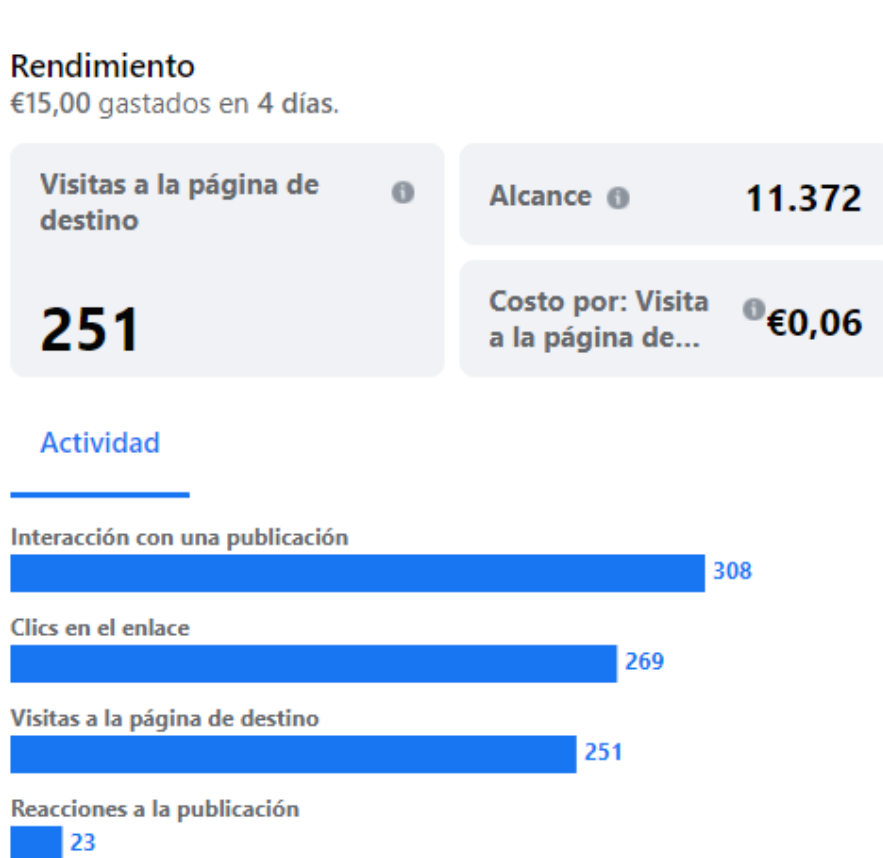 Rendimiento
€15,00 gastados en 4 días.
Visitas a la página de
destino
251
Alcance
11.372
Costo por: Visita
a la página de...
€0,06
Actividad
Interacción con una publicación
308
Clics en el enlace
269
Visitas a la página de destino
251
Reacciones a la publicación
23